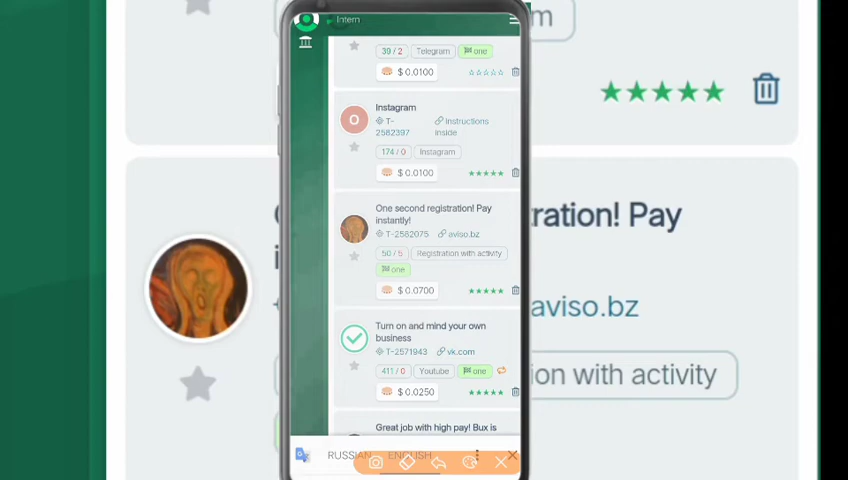 Intern
39 / 2 Telegram one
$ 0.0100
Instagram
T-2582397 Instructions inside
174 / 0 Instagram
$ 0.0100
One second registration! Pay
instantly!
T-2582075 aviso.bz
50 / 5 Registration with activity
one
$ 0.0700
Turn on and mind your own
business
T-2571943 vk.com
411 / 0 Youtube one
$ 0.0250
Great job with high pay! Bux is
RUSSIAN ENGLISH
tration! Pay
aviso.bz
ion with activity